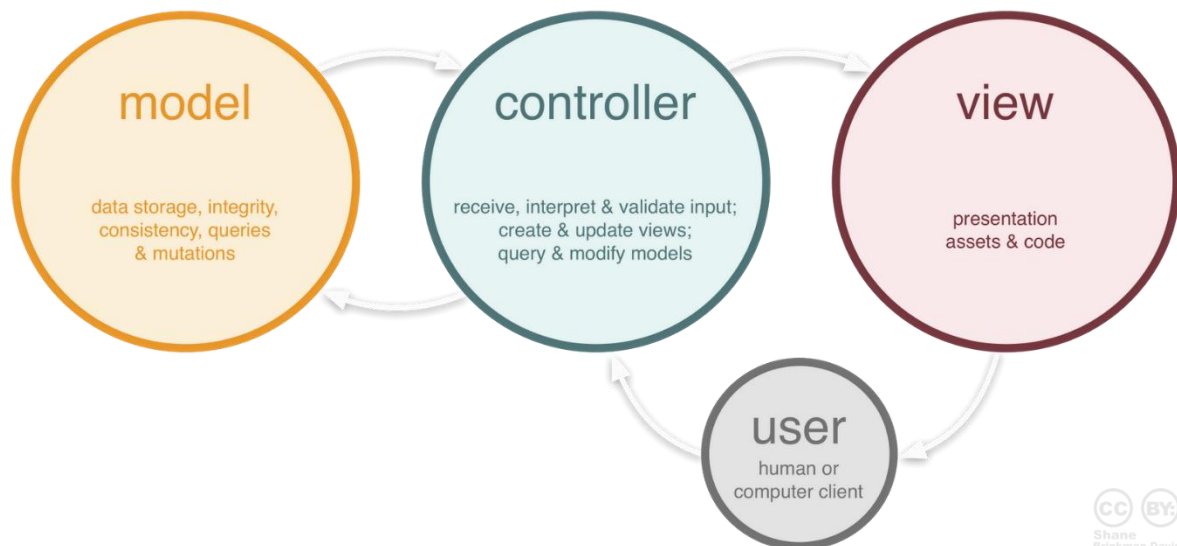 model
data storage, integrity,
consistency, queries
& mutations
controller
receive, interpret & validate input;
create & update views;
query & modify models
view
presentation
assets & code
user
human or
computer client
CC BY:
Shane